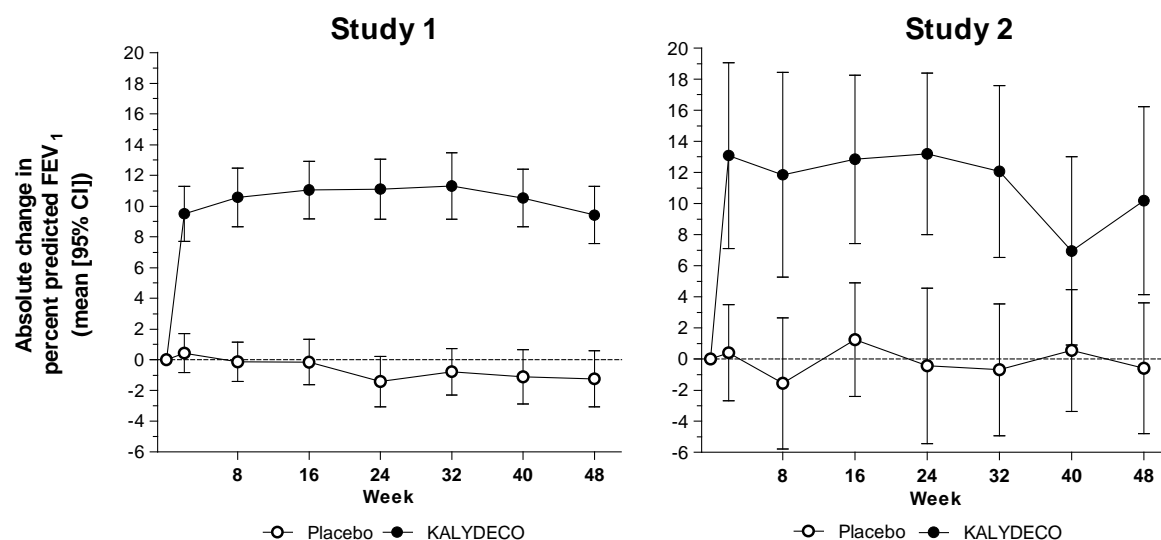 Study 1
Study 2
Absolute change in
percent predicted FEV1
(mean [95% CI])
20
18
16
14
12
10
8
6
4
2
0
-2
-4
-6
8 16 24 32 40 48
Week
Placebo KALYDECO
20
18
16
14
12
10
8
6
4
2
0
-2
-4
-6
8 16 24 32 40 48
Week
Placebo KALYDECO